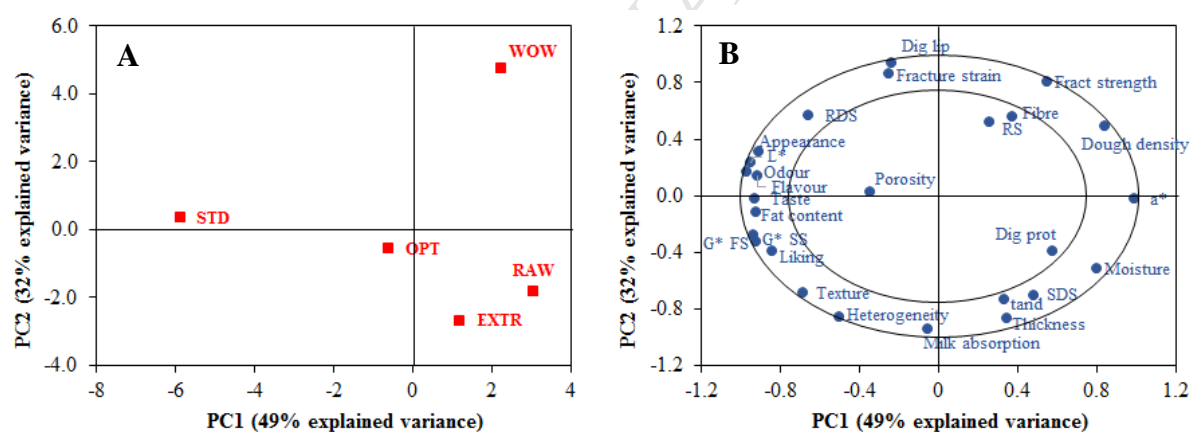 A
6.0
4.0
2.0
0.0
-2.0
-4.0
PC2 (32% explained variance)
WOW
STD
OPT
RAW
EXTR
-8
-6
-4
-2
0
2
4
PC1 (49% explained variance)
B
1.2
0.8
0.4
0.0
-0.4
-0.8
-1.2
PC2 (32% explained variance)
Dig lip
Fracture strain
Fract strength
RDS
Fibre
RS
Dough density
Appearance
L*
Odour
Flavour
Porosity
Taste
a*
Fat content
G* FS
G* SS
Liking
Dig prot
Moisture
Texture
SDS
tand
Heterogeneity
Thickness
Milk absorption
-1.2
-0.8
-0.4
0
0.4
0.8
1.2
PC1 (49% explained variance)